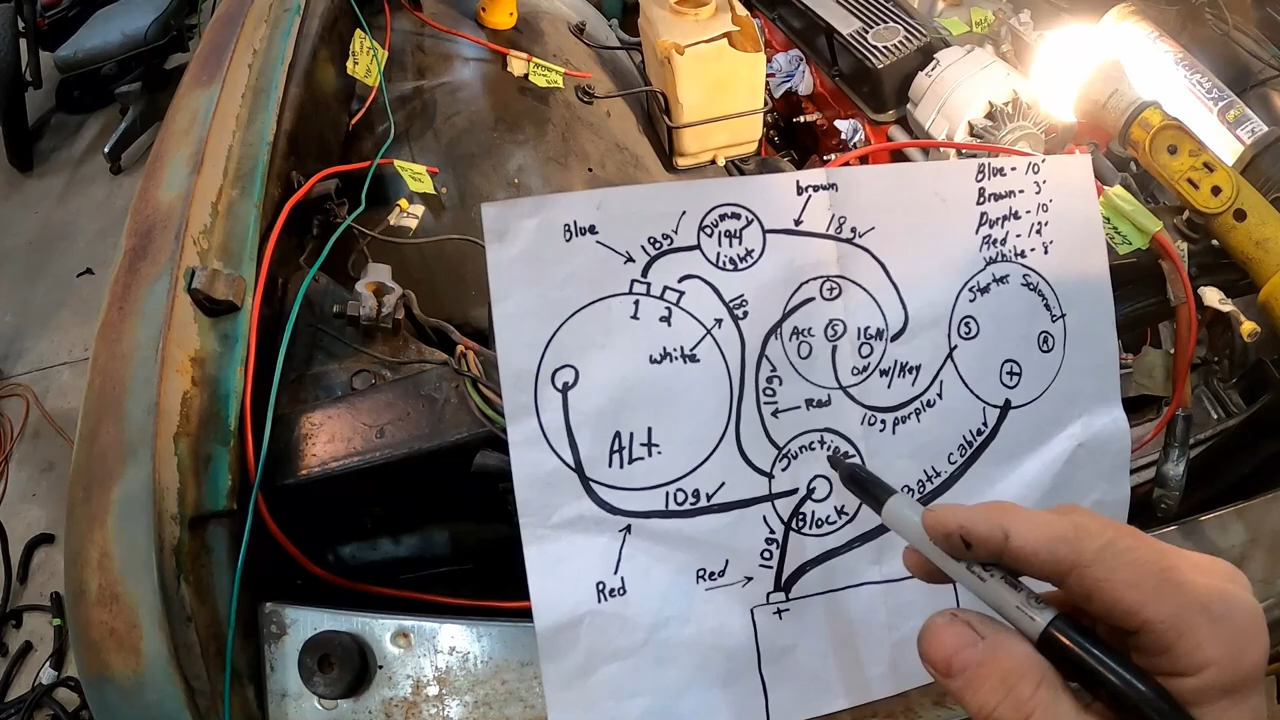 Blue - 10'
Brown - 3'
Purple - 10'
Red - 12'
White - 8'
brown
Blue
18g✓
18g✓
Dummy
194
light
1
2
18g
white
ALt.
10g✓
Red
+
Acc
S
IGN
ON
w/Key
10g
Red
10g purple✓
Starter Solenoid
S
R
+
Junction
Block
Batt. cable✓
10g✓
Red
+